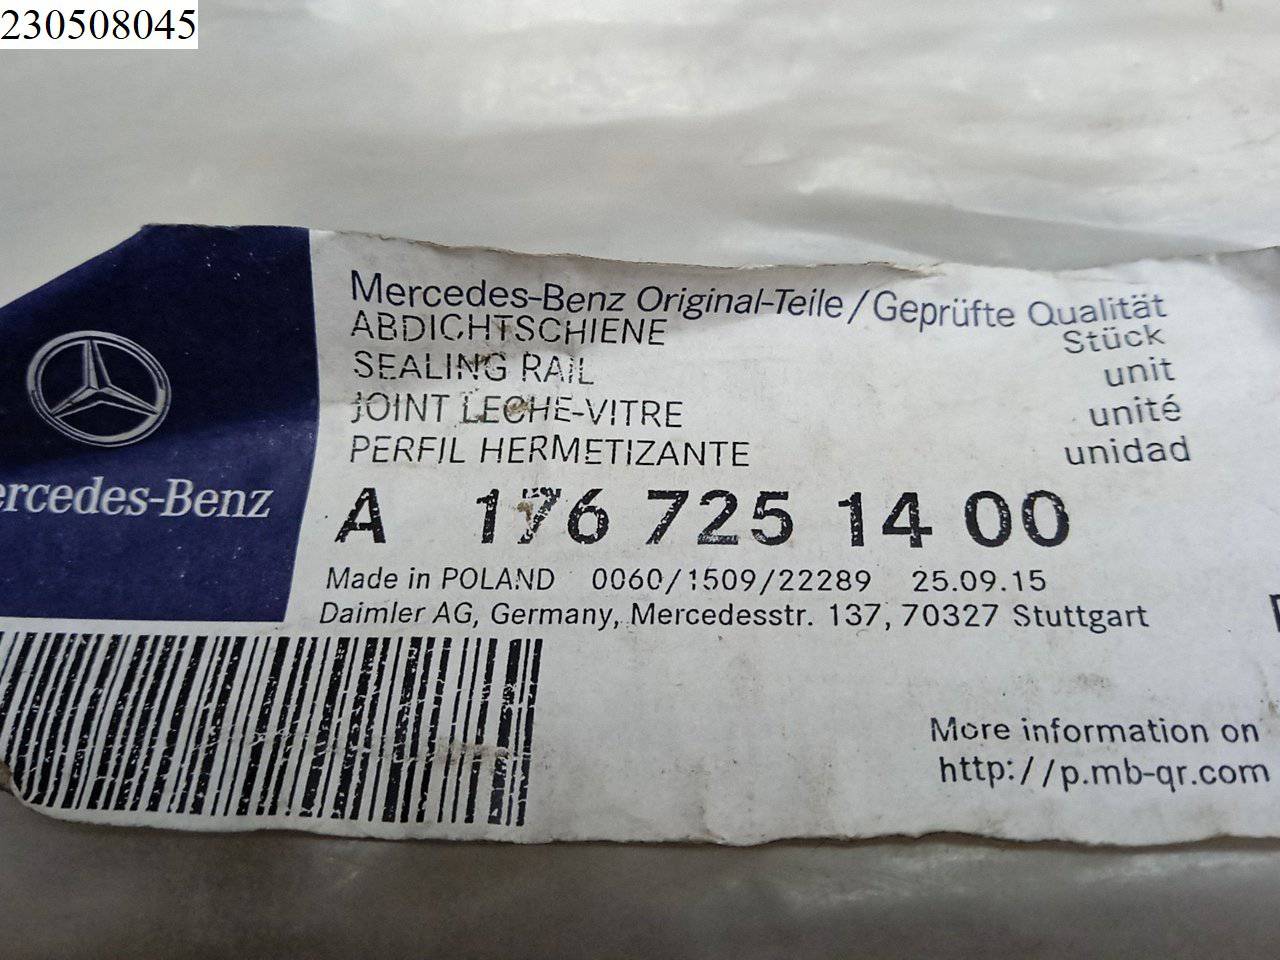 230508045
Mercedes-Benz Original-Teile/Geprüfte Qualität
ABDICHTSCHIENE Stück
SEALING RAIL unit
JOINT LECHE-VITRE unité
PERFIL HERMETIZANTE unidad
ercedes-Benz
A 176 725 14 00
Made in POLAND 0060/1509/22289 25.09.15
Daimler AG, Germany, Mercedesstr. 137, 70327 Stuttgart
More information on
http://p.mb-qr.com